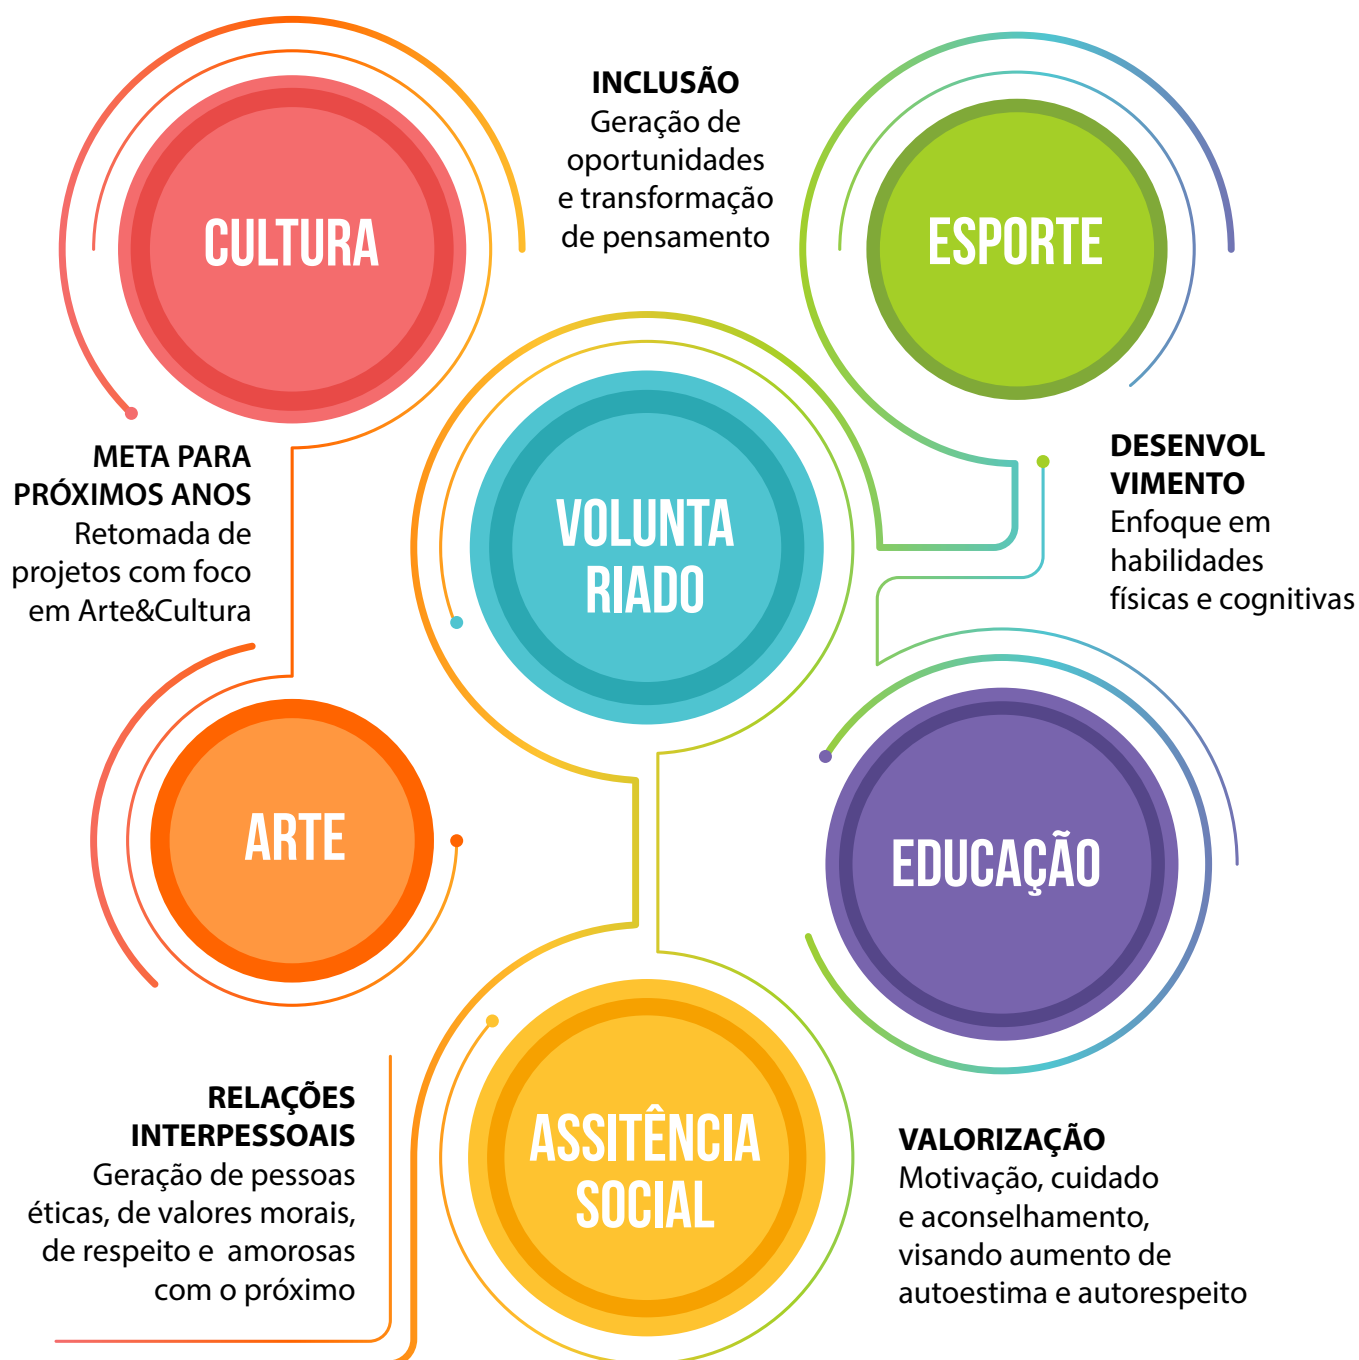 CULTURA
INCLUSÃO
Geração de
oportunidades
e transformação
de pensamento
ESPORTE
META PARA
PRÓXIMOS ANOS
Retomada de
projetos com foco
em Arte&Cultura
VOLUNTA
RIADO
DESENVOL
VIMENTO
Enfoque em
habilidades
físicas e cognitivas
ARTE
EDUCAÇÃO
RELAÇÕES
INTERPESSOAIS
Geração de pessoas
éticas, de valores morais,
de respeito e  amorosas
com o próximo
ASSITÊNCIA
SOCIAL
VALORIZAÇÃO
Motivação, cuidado
e aconselhamento,
visando aumento de
autoestima e autorespeito